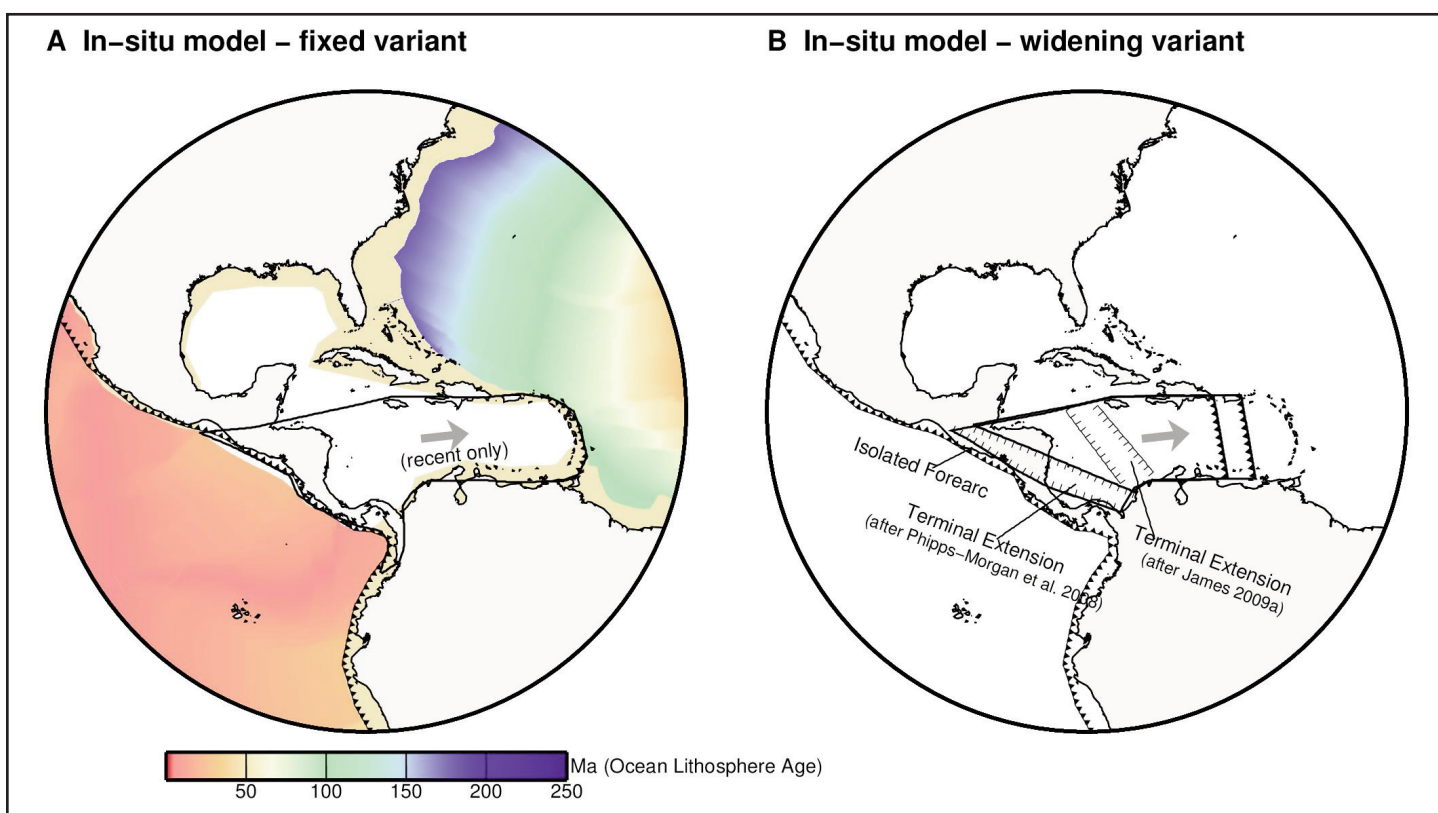 A In−situ model − fixed variant
B In−situ model − widening variant
(recent only)
Isolated Forearc
Terminal Extension
(after Phipps−Morgan et al. 2008)
Terminal Extension
(after James 2009a)
Ma (Ocean Lithosphere Age)
50 100 150 200 250